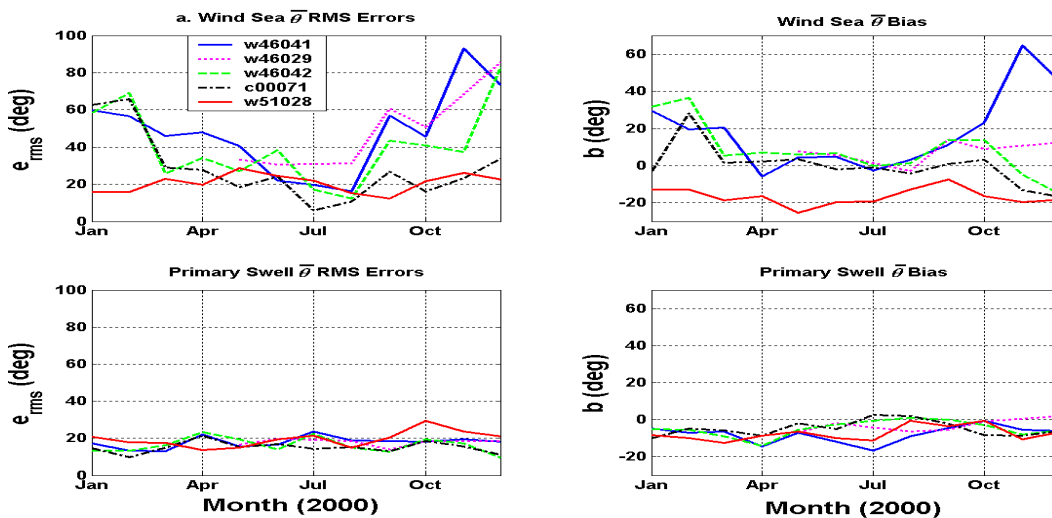 a. Wind Sea θ̅ RMS Errors
100
80
60
40
20
0
e rms (deg)
w46041
w46029
w46042
c00071
w51028
Jan Apr Jul Oct
Wind Sea θ̅ Bias
60
40
20
0
-20
b (deg)
Jan Apr Jul Oct
Primary Swell θ̅ RMS Errors
100
80
60
40
20
0
e rms (deg)
Jan Apr Jul Oct
Month (2000)
Primary Swell θ̅ Bias
60
40
20
0
-20
b (deg)
Jan Apr Jul Oct
Month (2000)